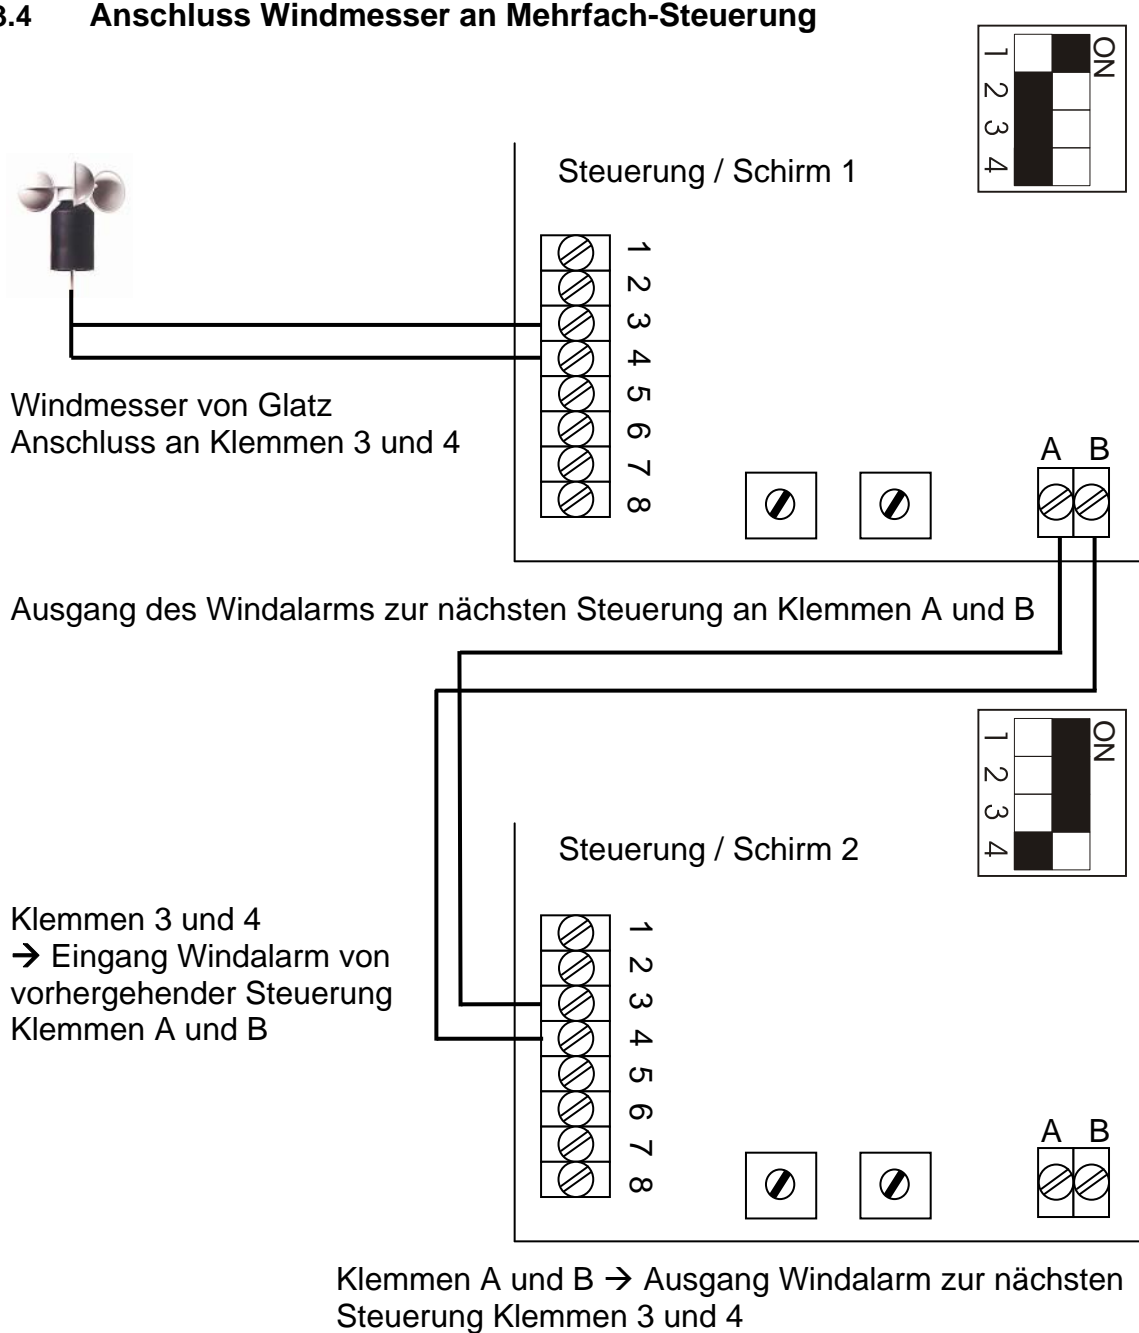 3.4 Anschluss Windmesser an Mehrfach-Steuerung
ON
1
2
3
4
Steuerung / Schirm 1
1
2
3
4
5
6
7
8
Windmesser von Glatz
Anschluss an Klemmen 3 und 4
A B
Ausgang des Windalarms zur nächsten Steuerung an Klemmen A und B
ON
1
2
3
4
Steuerung / Schirm 2
Klemmen 3 und 4
→ Eingang Windalarm von
vorhergehender Steuerung
Klemmen A und B
1
2
3
4
5
6
7
8
A B
Klemmen A und B → Ausgang Windalarm zur nächsten
Steuerung Klemmen 3 und 4